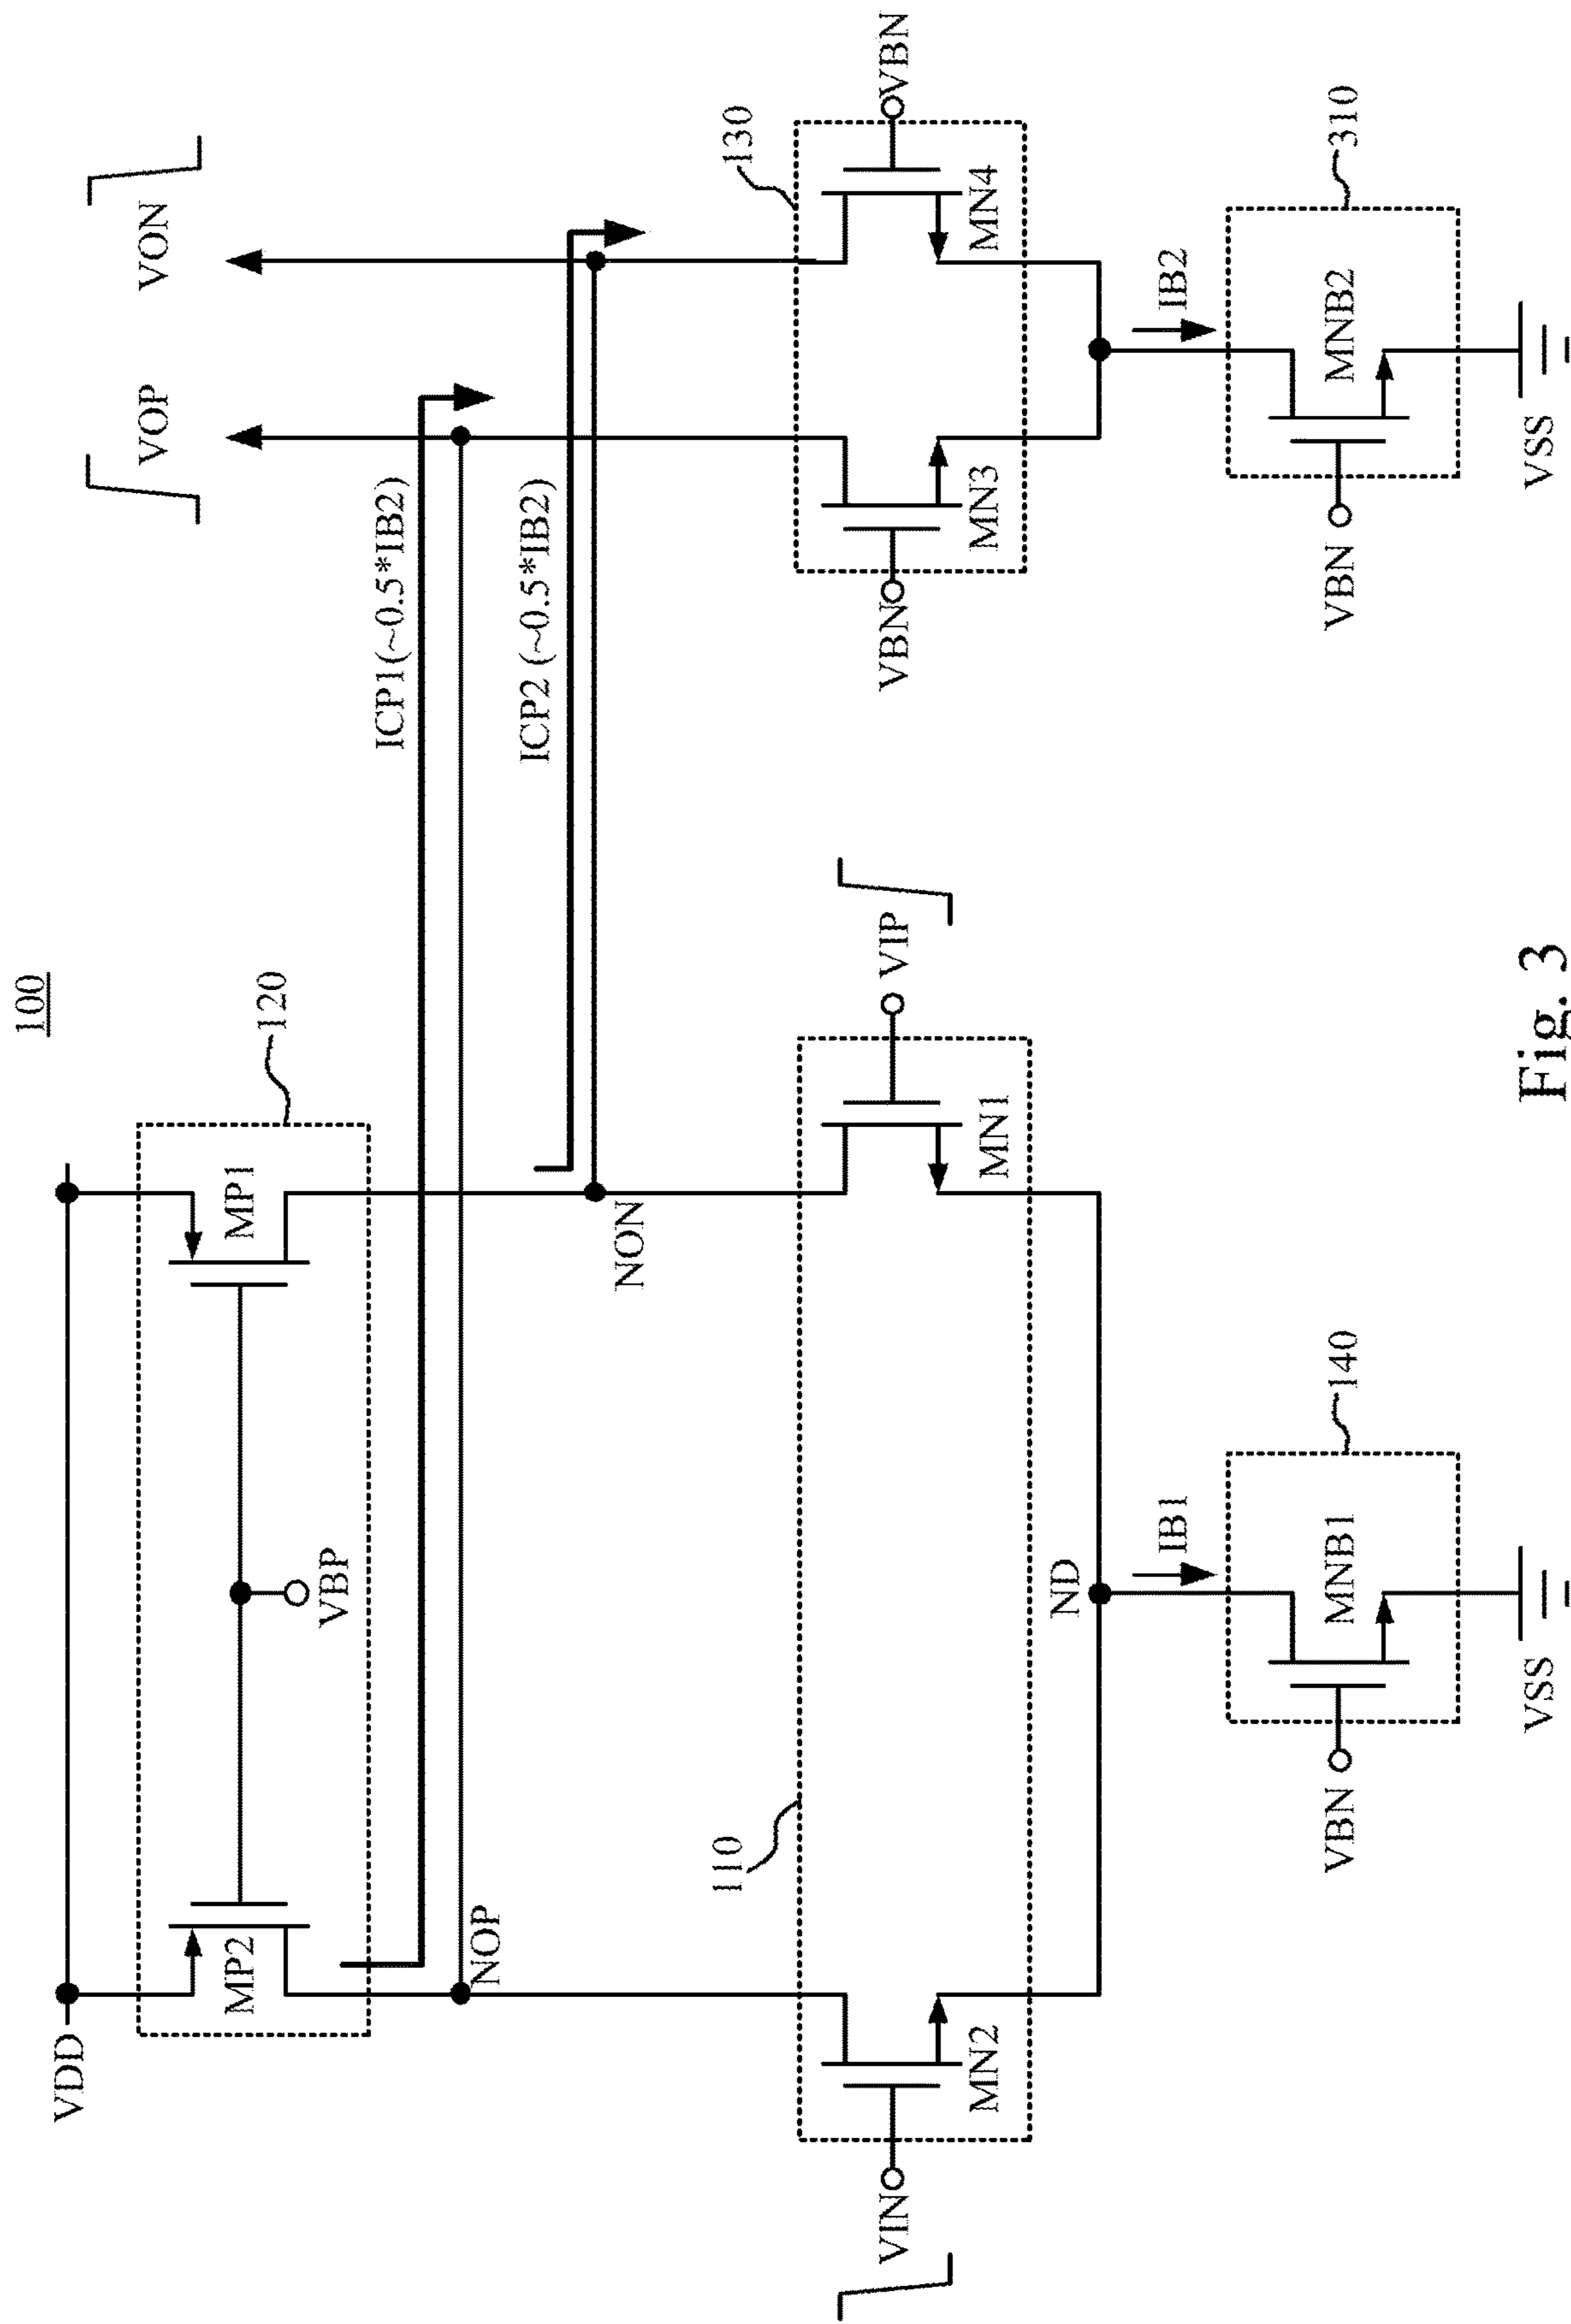 100
VDD
MP2
VBP
MP1
120
VOP
VON
ICP1(~0.5*IB2)
ICP2 (~0.5*IB2)
NOP
NON
110
130
VIN
MN2
MN1
VIP
VBN
MN3
MN4
VBN
ND
IB1
IB2
140
310
VBN
MNB1
VBN
MNB2
VSS
VSS
Fig. 3